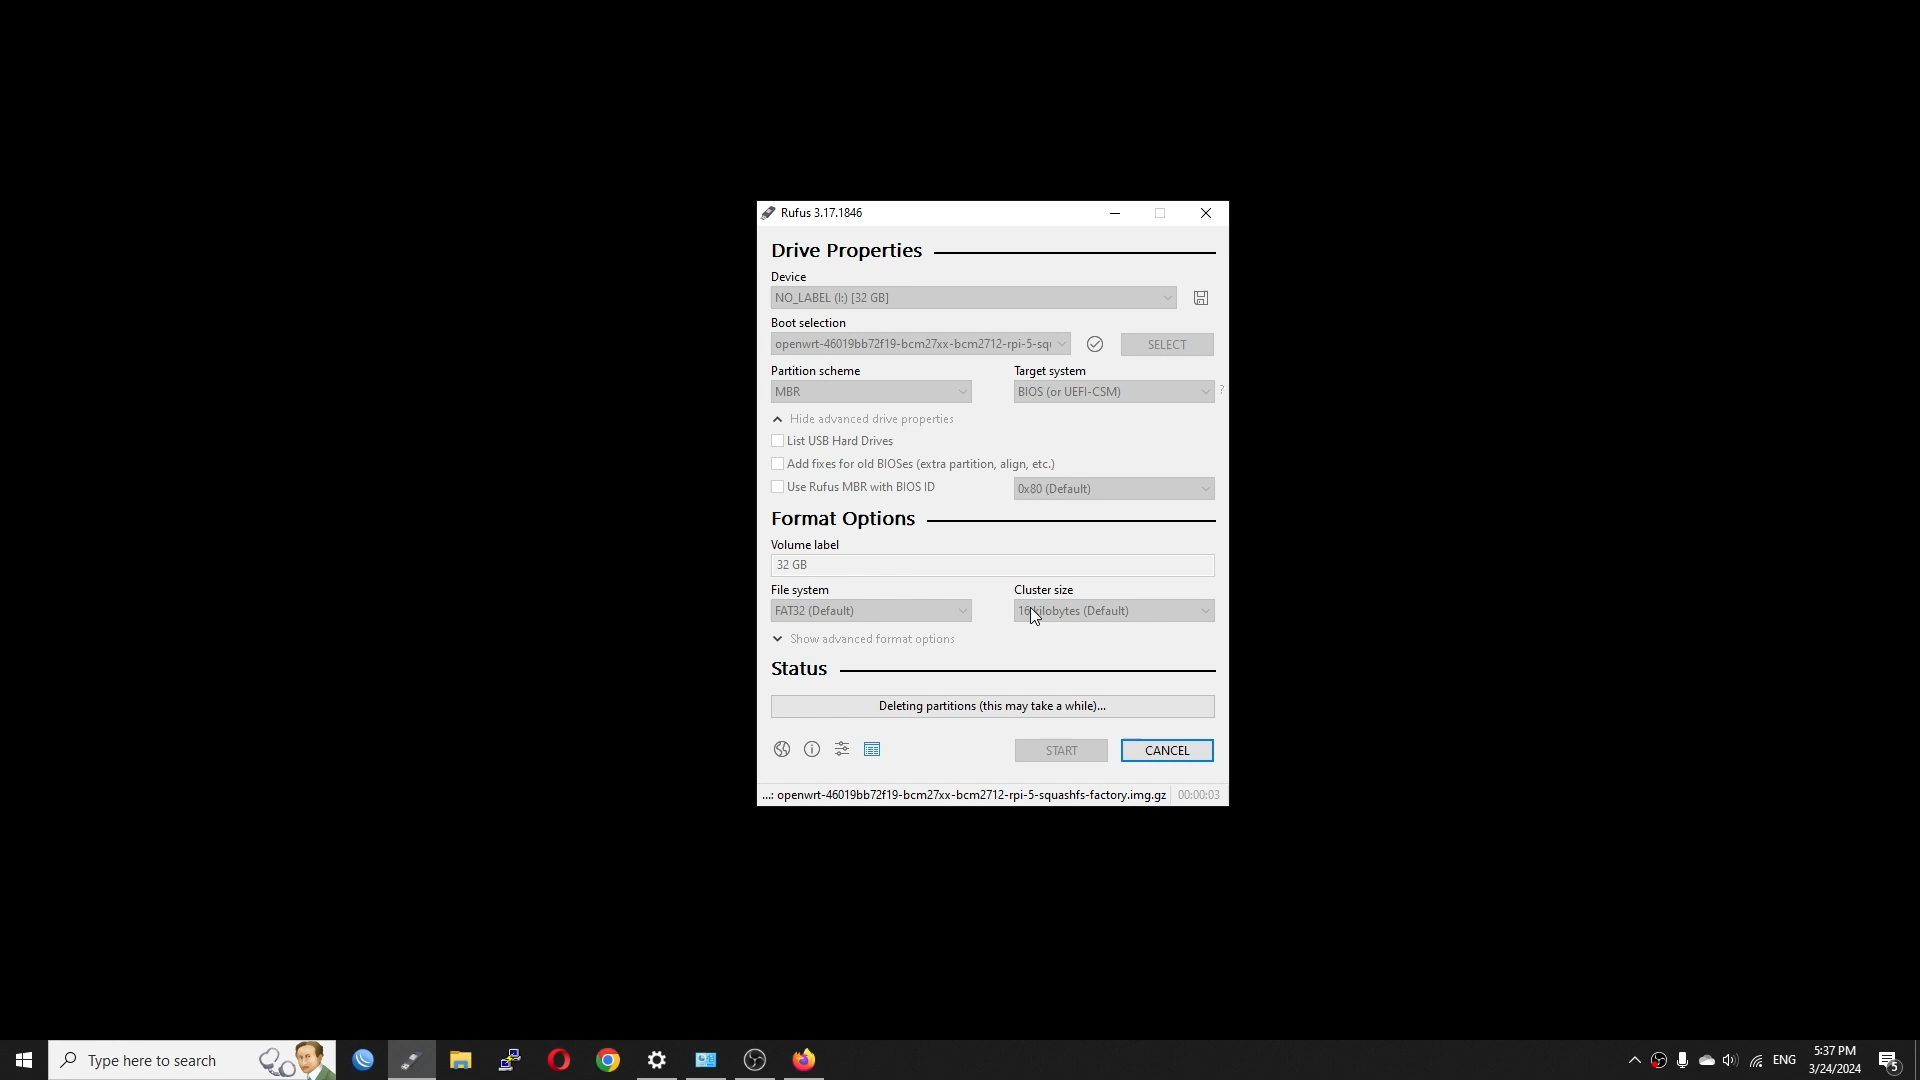 Rufus 3.17.1846
Drive Properties
Device
NO_LABEL (I:) [32 GB]
Boot selection
openwrt-46019bb72f19-bcm27xx-bcm2712-rpi-5-squ
SELECT
Partition scheme
Target system
MBR
BIOS (or UEFI-CSM)
?
Hide advanced drive properties
List USB Hard Drives
Add fixes for old BIOSes (extra partition, align, etc.)
Use Rufus MBR with BIOS ID
0x80 (Default)
Format Options
Volume label
32 GB
File system
Cluster size
FAT32 (Default)
16 kilobytes (Default)
Show advanced format options
Status
Deleting partitions (this may take a while)...
START
CANCEL
...: openwrt-46019bb72f19-bcm27xx-bcm2712-rpi-5-squashfs-factory.img.gz
00:00:03
Type here to search
ENG
5:37 PM
3/24/2024
5